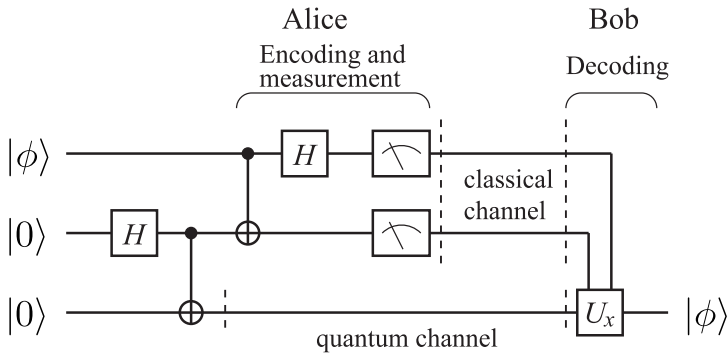 Alice
Bob
Encoding and
measurement
Decoding
|ϕ⟩
H
classical
channel
|0⟩
H
|0⟩
U_x
|ϕ⟩
quantum channel